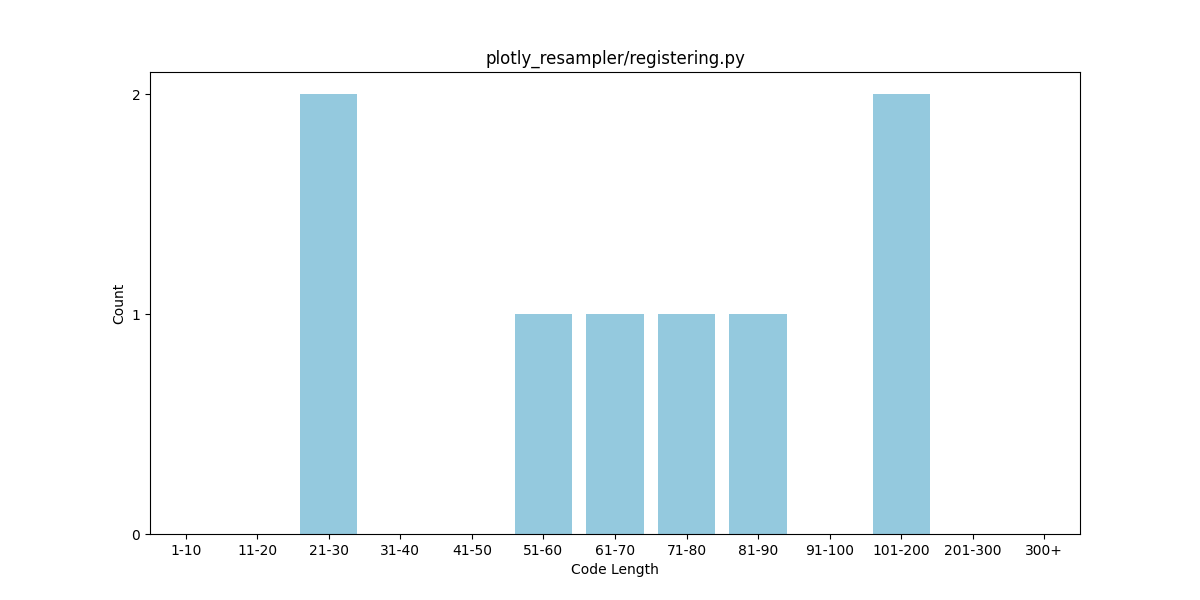 plotly_resampler/registering.py
2
1
0
Count
1-10 11-20 21-30 31-40 41-50 51-60 61-70 71-80 81-90 91-100 101-200 201-300 300+
Code Length